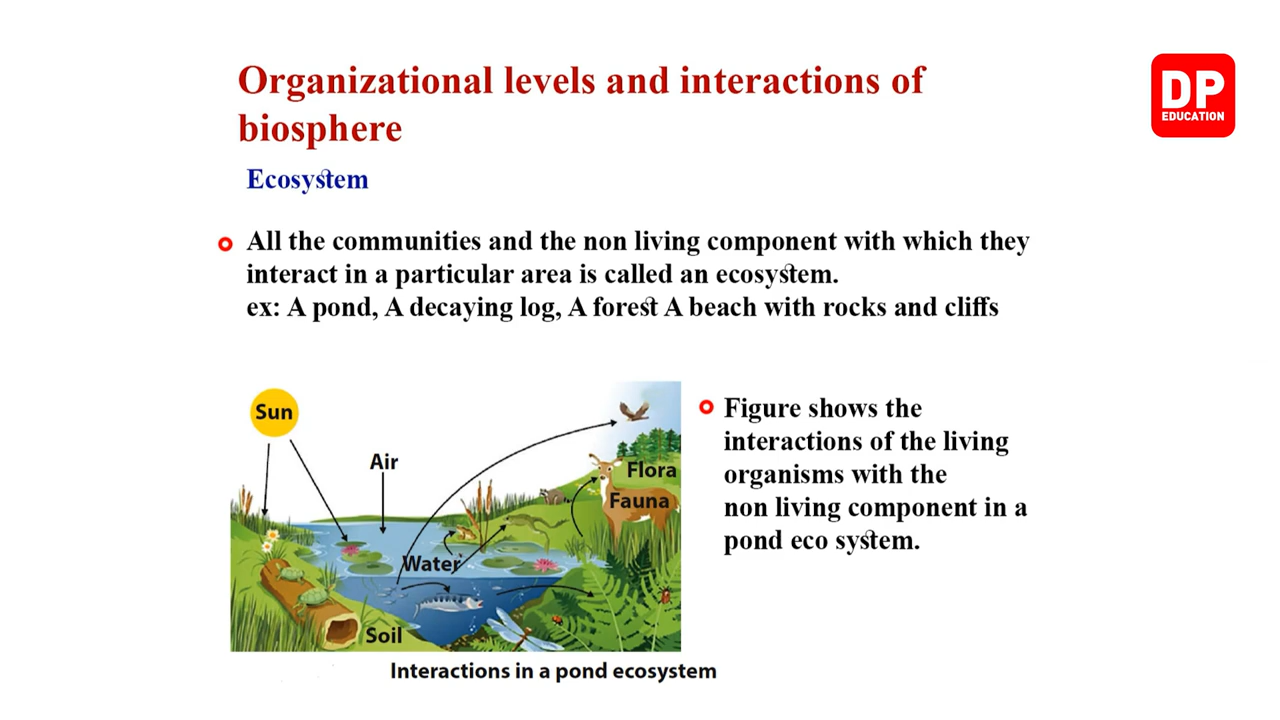 Organizational levels and interactions of
biosphere
DP
EDUCATION
Ecosystem
All the communities and the non living component with which they
interact in a particular area is called an ecosystem.
ex: A pond, A decaying log, A forest A beach with rocks and cliffs
Sun
Air
Flora
Fauna
Water
Soil
Interactions in a pond ecosystem
Figure shows the
interactions of the living
organisms with the
non living component in a
pond eco system.